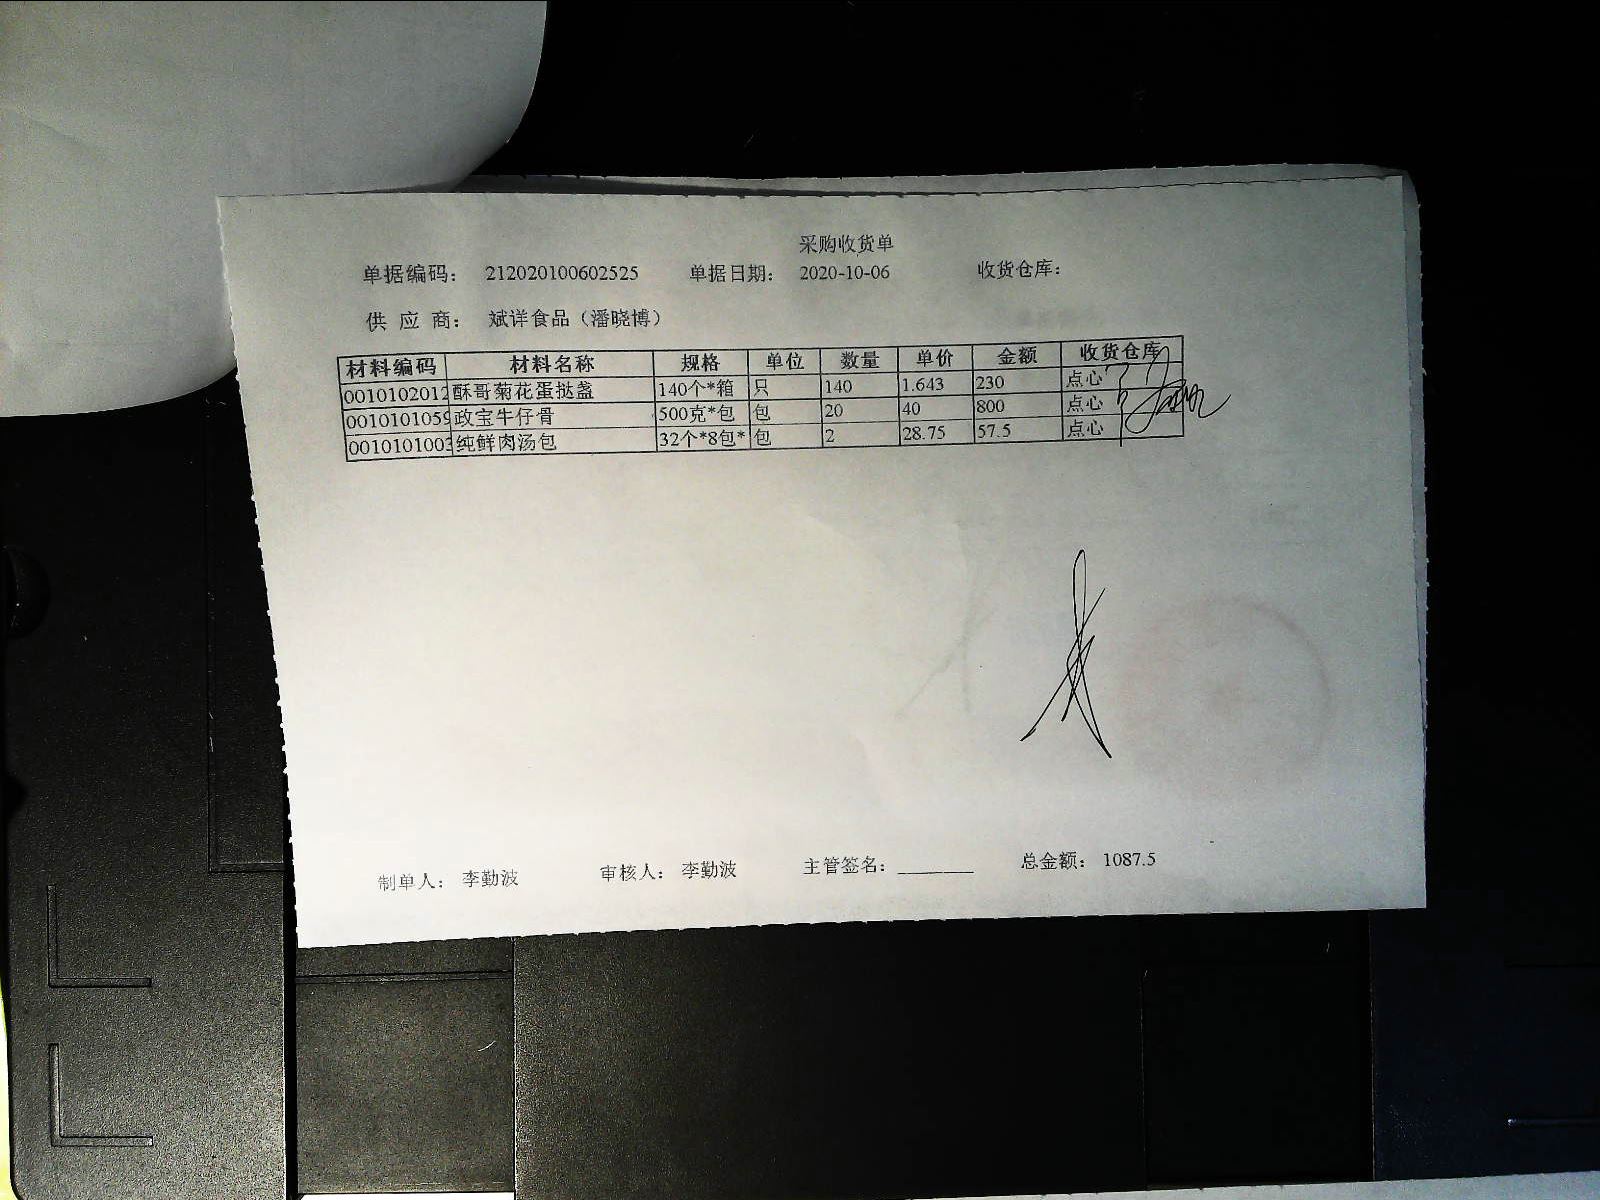 采购收货单
单据编码： 212020100602525 单据日期： 2020-10-06 收货仓库：
供 应 商： 斌详食品（潘晓博）
材料编码 材料名称 规格 单位 数量 单价 金额 收货仓库
0010102012 酥哥菊花蛋挞盏 140个*箱 只 140 1.643 230 点心
0010101059 政宝牛仔骨 500克*包 包 20 40 800 点心
001010100 纯鲜肉汤包 32个*8包* 包 2 28.75 57.5 点心
制单人： 李勤波 审核人： 李勤波 主管签名：________ 总金额： 1087.5